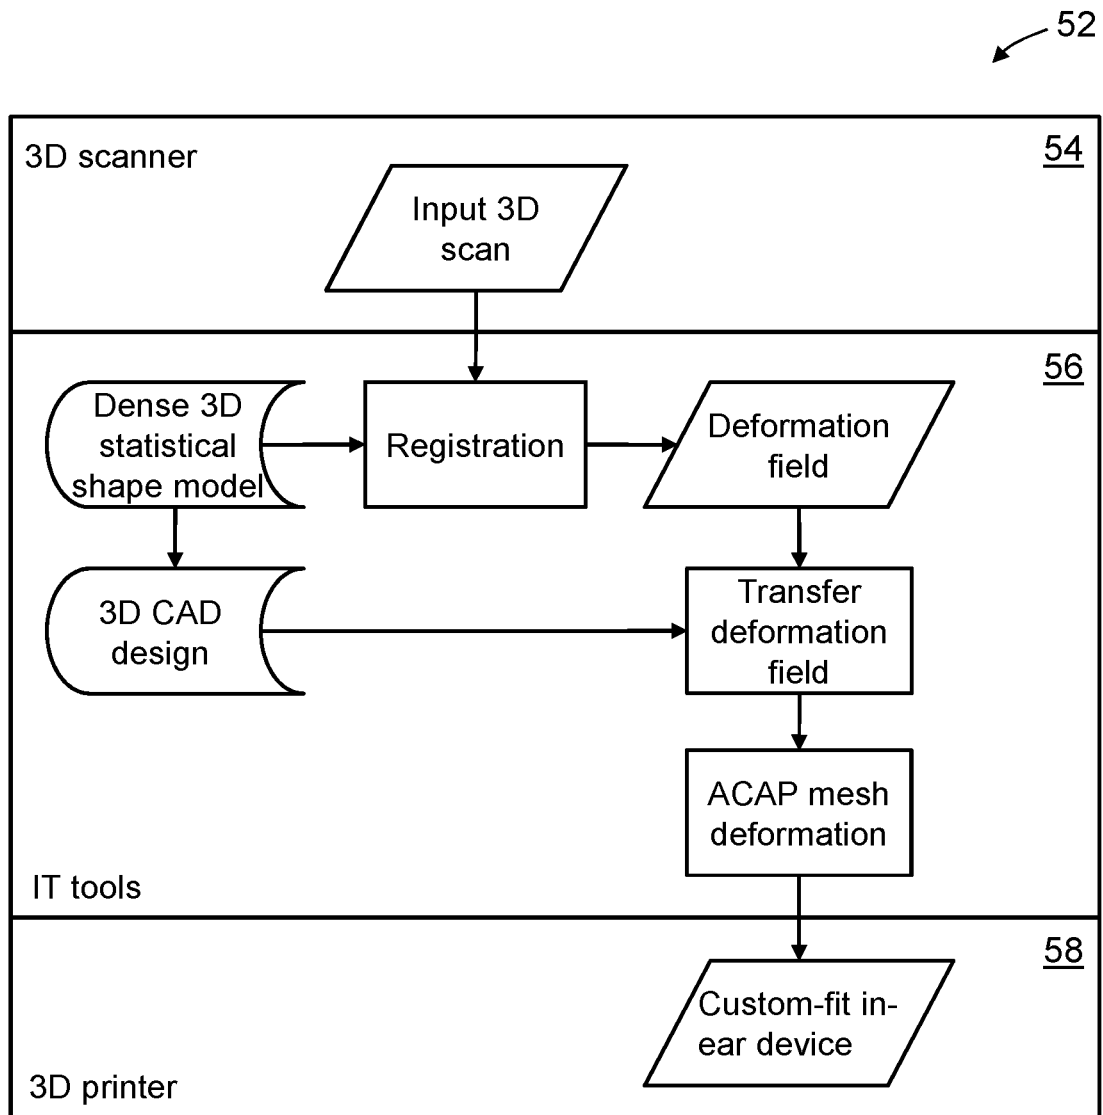 52
3D scanner
54
Input 3D
scan
56
Dense 3D
statistical
shape model
Registration
Deformation
field
3D CAD
design
Transfer
deformation
field
ACAP mesh
deformation
IT tools
58
Custom-fit in-
ear device
3D printer